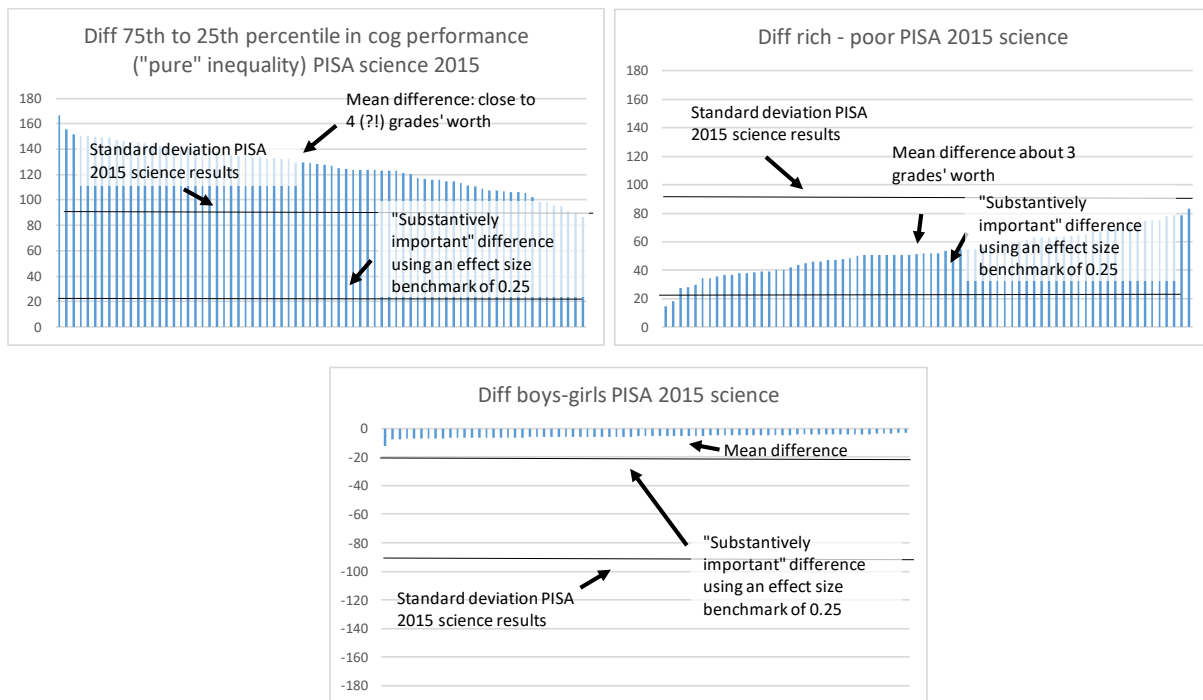 Diff 75th to 25th percentile in cog performance
("pure" inequality) PISA science 2015
180
160
140
120
100
80
60
40
20
0
Mean difference: close to
4 (?!) grades' worth
Standard deviation PISA
2015 science results
"Substantively
important" difference
using an effect size
benchmark of 0.25
Diff rich - poor PISA 2015 science
180
160
140
120
100
80
60
40
20
0
Standard deviation PISA
2015 science results
Mean difference about 3
grades' worth
"Substantively
important" difference
using an effect size
benchmark of 0.25
Diff boys-girls PISA 2015 science
0
-20
-40
-60
-80
-100
-120
-140
-160
-180
Mean difference
"Substantively
important" difference
using an effect size
benchmark of 0.25
Standard deviation PISA
2015 science results